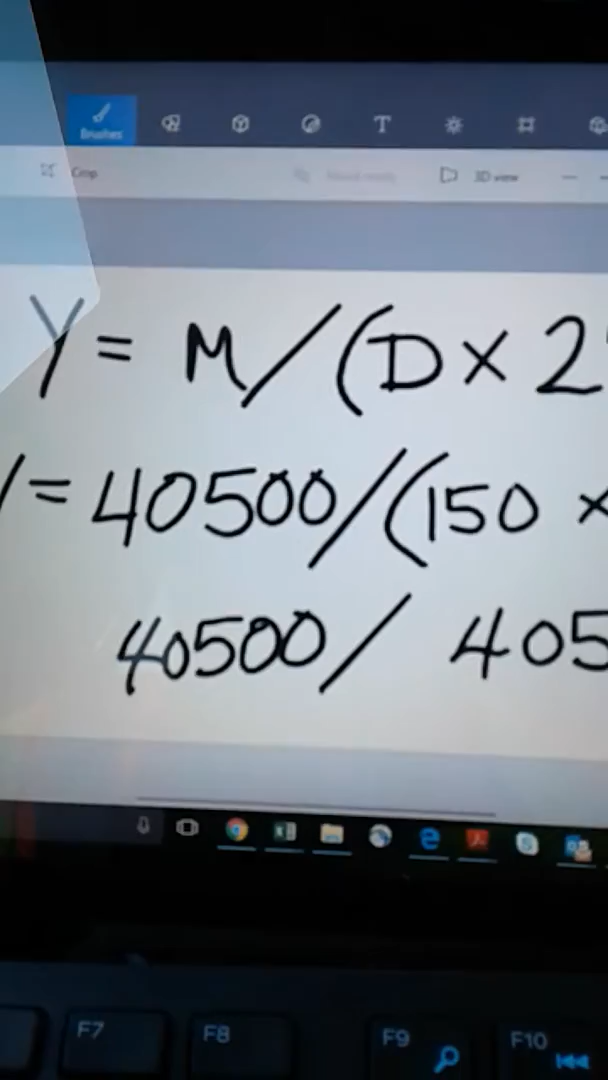 Brushes
T
Crop
3D view
Y = M/(D x 2
Y = 40500/(150 x
40500/ 405
F7
F8
F9
F10